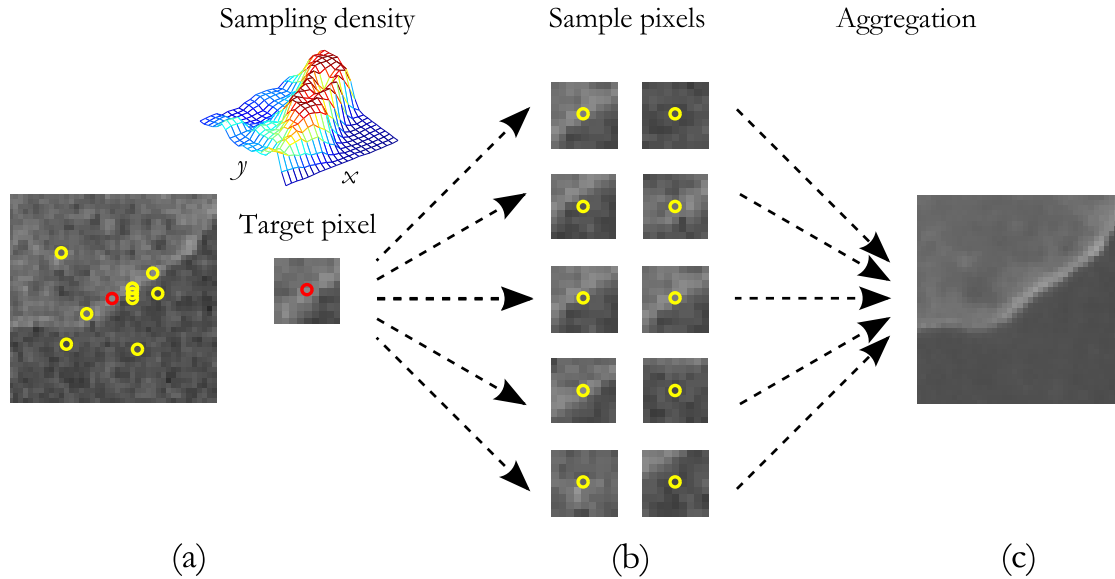 Sampling density
Sample pixels
Aggregation
y
x
Target pixel
(a)
(b)
(c)